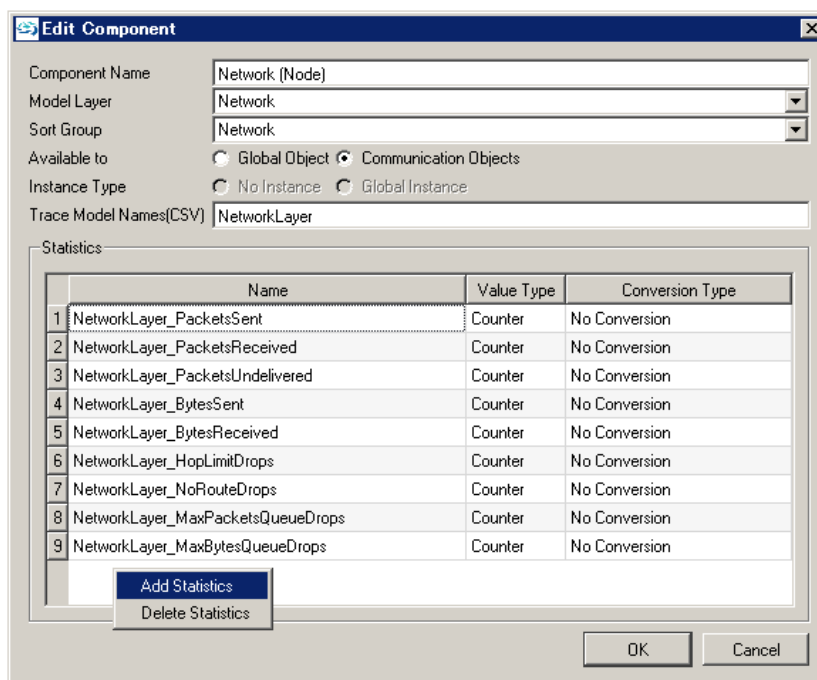 Edit Component
Component Name Network (Node)
Model Layer Network
Sort Group Network
Available to Global Object Communication Objects
Instance Type No Instance Global Instance
Trace Model Names(CSV) NetworkLayer
Statistics
Name Value Type Conversion Type
1 NetworkLayer_PacketsSent Counter No Conversion
2 NetworkLayer_PacketsReceived Counter No Conversion
3 NetworkLayer_PacketsUndelivered Counter No Conversion
4 NetworkLayer_BytesSent Counter No Conversion
5 NetworkLayer_BytesReceived Counter No Conversion
6 NetworkLayer_HopLimitDrops Counter No Conversion
7 NetworkLayer_NoRouteDrops Counter No Conversion
8 NetworkLayer_MaxPacketsQueueDrops Counter No Conversion
9 NetworkLayer_MaxBytesQueueDrops Counter No Conversion
Add Statistics
Delete Statistics
OK Cancel